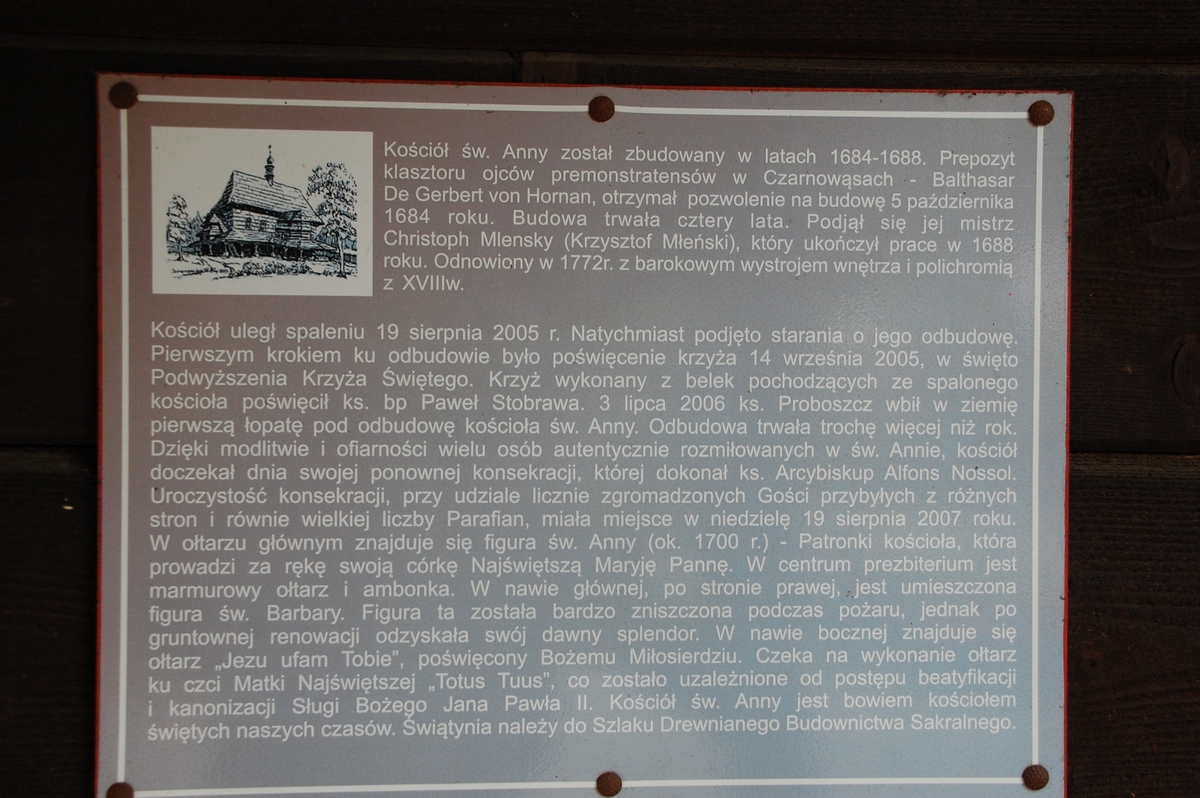 Kościół św. Anny został zbudowany w latach 1684-1688. Prepozyt
klasztoru ojców premonstratensów w Czarnowąsach - Balthasar
De Gerbert von Hornan, otrzymał pozwolenie na budowę 5 października
1684 roku. Budowa trwała cztery lata. Podjął się jej mistrz
Christoph Mlensky (Krzysztof Młeński), który ukończył prace w 1688
roku. Odnowiony w 1772r. z barokowym wystrojem wnętrza i polichromią
z XVIIIw.
Kościół uległ spaleniu 19 sierpnia 2005 r. Natychmiast podjęto starania o jego odbudowę.
Pierwszym krokiem ku odbudowie było poświęcenie krzyża 14 września 2005, w święto
Podwyższenia Krzyża Świętego. Krzyż wykonany z belek pochodzących ze spalonego
kościoła poświęcił ks. bp Paweł Stobrawa. 3 lipca 2006 ks. Proboszcz wbił w ziemię
pierwszą łopatę pod odbudowę kościoła św. Anny. Odbudowa trwała trochę więcej niż rok.
Dzięki modlitwie i ofiarności wielu osób autentycznie rozmiłowanych w św. Annie, kościół
doczekał dnia swojej ponownej konsekracji, której dokonał ks. Arcybiskup Alfons Nossol.
Uroczystość konsekracji, przy udziale licznie zgromadzonych Gości przybyłych z różnych
stron i równie wielkiej liczby Parafian, miała miejsce w niedzielę 19 sierpnia 2007 roku.
W ołtarzu głównym znajduje się figura św. Anny (ok. 1700 r.) - Patronki kościoła, która
prowadzi za rękę swoją córkę Najświętszą Maryję Pannę. W centrum prezbiterium jest
marmurowy ołtarz i ambonka. W nawie głównej, po stronie prawej, jest umieszczona
figura św. Barbary. Figura ta została bardzo zniszczona podczas pożaru, jednak po
gruntownej renowacji odzyskała swój dawny splendor. W nawie bocznej znajduje się
ołtarz „Jezu ufam Tobie”, poświęcony Bożemu Miłosierdziu. Czeka na wykonanie ołtarz
ku czci Matki Najświętszej „Totus Tuus”, co zostało uzależnione od postępu beatyfikacji
i kanonizacji Sługi Bożego Jana Pawła II. Kościół św. Anny jest bowiem kościołem
świętych naszych czasów. Świątynia należy do Szlaku Drewnianego Budownictwa Sakralnego.